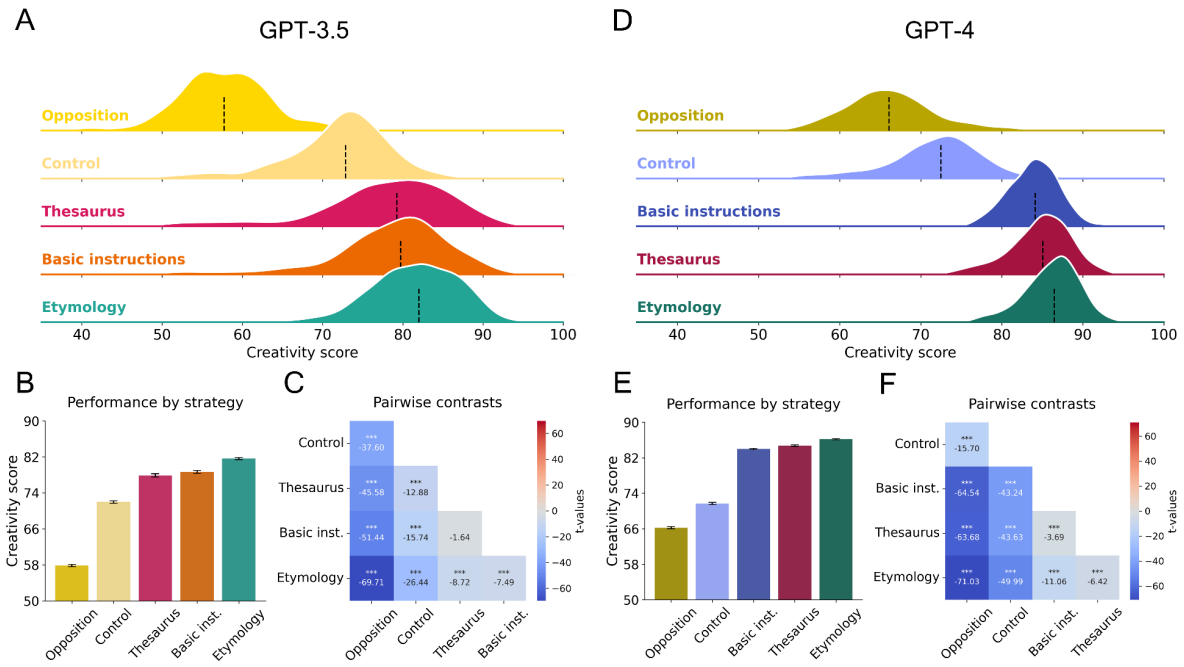 A
GPT-3.5
Opposition
Control
Thesaurus
Basic instructions
Etymology
40 50 60 70 80 90 100
Creativity score
D
GPT-4
Opposition
Control
Basic instructions
Thesaurus
Etymology
40 50 60 70 80 90 100
Creativity score
B
Performance by strategy
Creativity score
90
82
74
66
58
50
Opposition
Control
Thesaurus
Basic inst.
Etymology
C
Pairwise contrasts
Control
Thesaurus
Basic inst.
Etymology
***
-37.60
*** ***
-45.58 -12.88
*** ***
-51.44 -15.74 -1.64
*** *** *** ***
-69.71 -26.44 -8.72 -7.49
Opposition
Control
Thesaurus
Basic inst.
60
40
20
0
−20
−40
−60
t-values
E
Performance by strategy
Creativity score
90
82
74
66
58
50
Opposition
Control
Basic inst.
Thesaurus
Etymology
F
Pairwise contrasts
Control
Basic inst.
Thesaurus
Etymology
***
-15.70
*** ***
-64.54 -43.24
*** *** ***
-63.68 -43.63 -3.69
*** *** *** ***
-71.03 -49.99 -11.06 -6.42
Opposition
Control
Basic inst.
Thesaurus
60
40
20
0
−20
−40
−60
t-values